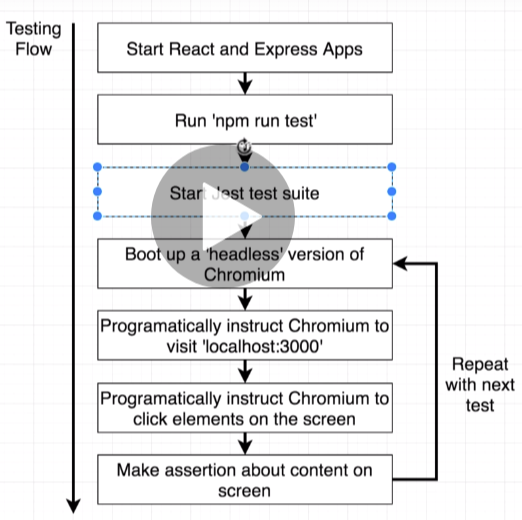 Testing
Flow
Start React and Express Apps
Run 'npm run test'
Start Jest test suite
Boot up a 'headless' version of
Chromium
Programatically instruct Chromium to
visit 'localhost:3000'
Programatically instruct Chromium to
click elements on the screen
Make assertion about content on
screen
Repeat
with next
test